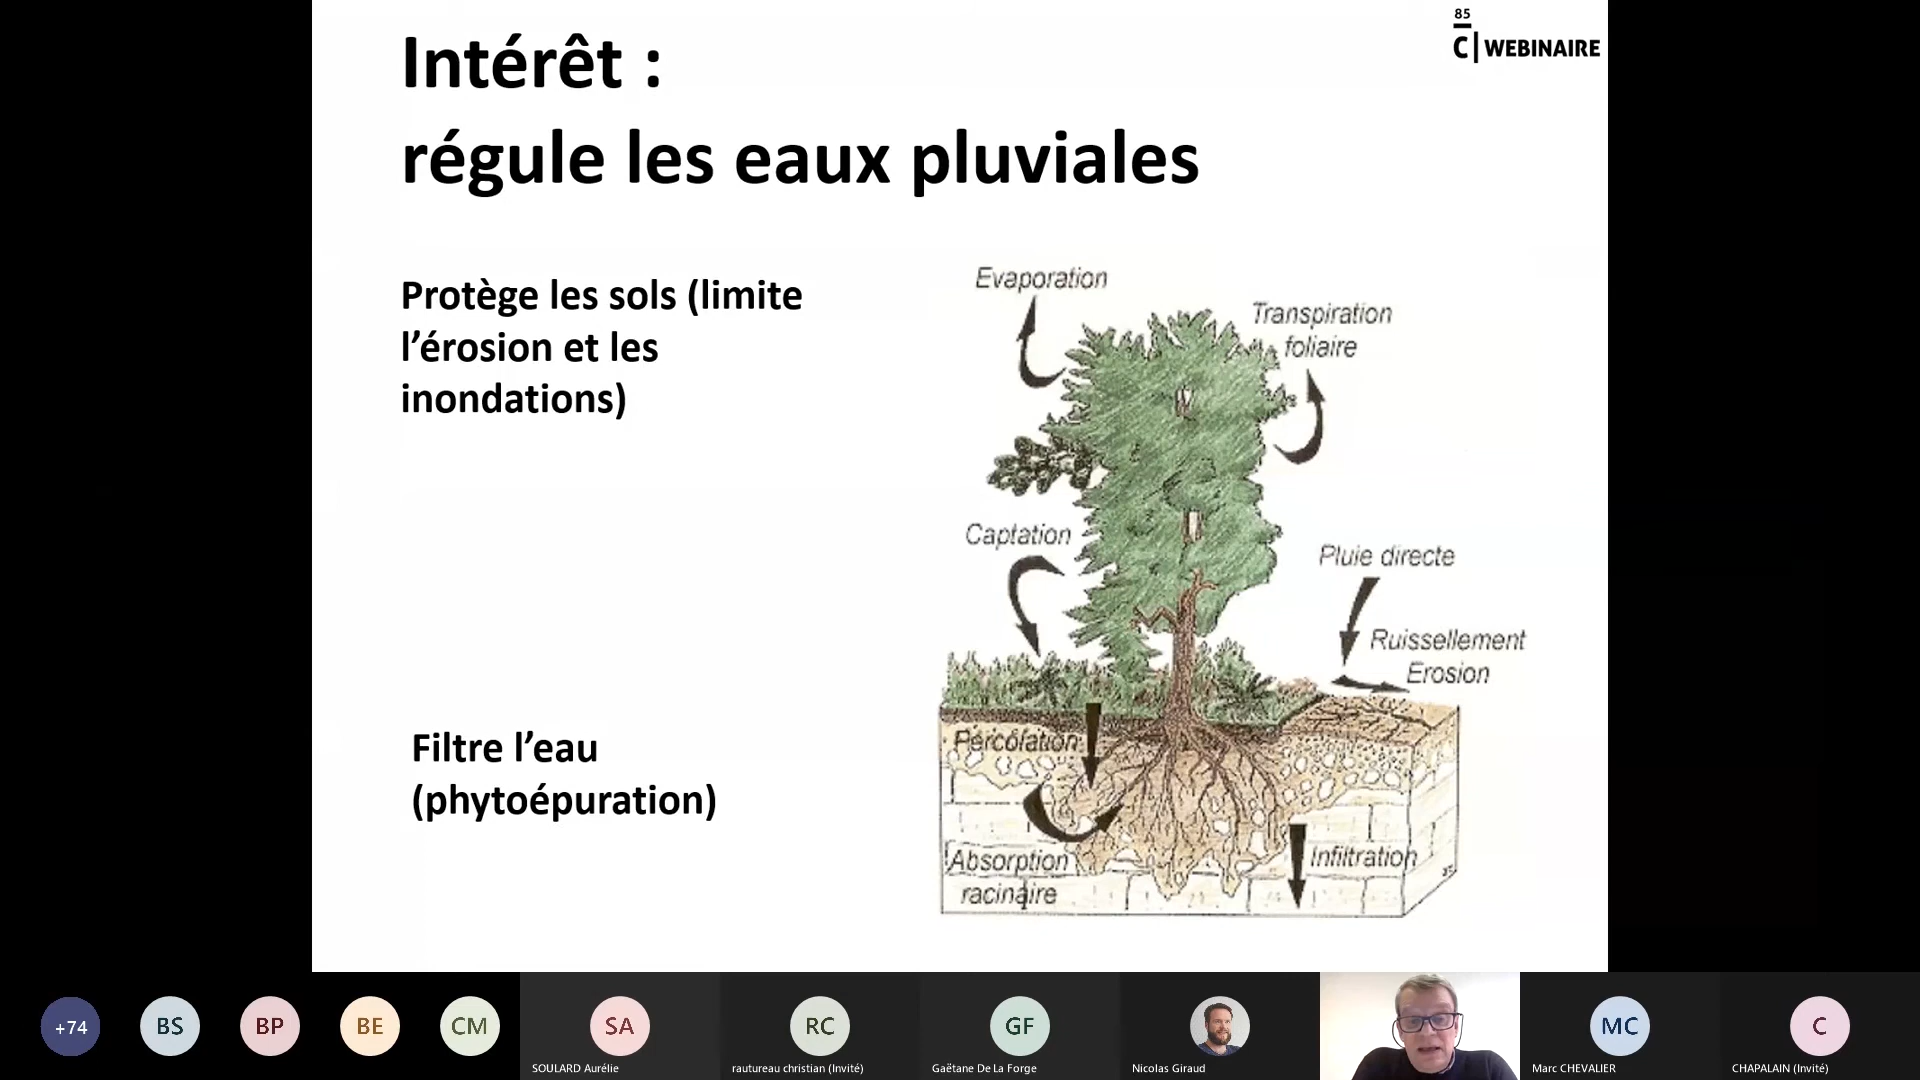 Intérêt :
régule les eaux pluviales
85
C|WEBINAIRE
Protège les sols (limite
l’érosion et les
inondations)
Filtre l’eau
(phytoépuration)
Evaporation
Transpiration
foliaire
Captation
Pluie directe
Ruissellement
Erosion
Percolation
Absorption
racinaire
Infiltration
+74
BS
BP
BE
CM
SA
SOULARD Aurélie
RC
rautureau christian (Invité)
GF
Gaëtane De La Forge
Nicolas Giraud
MC
Marc CHEVALIER
C
CHAPALAIN (Invité)